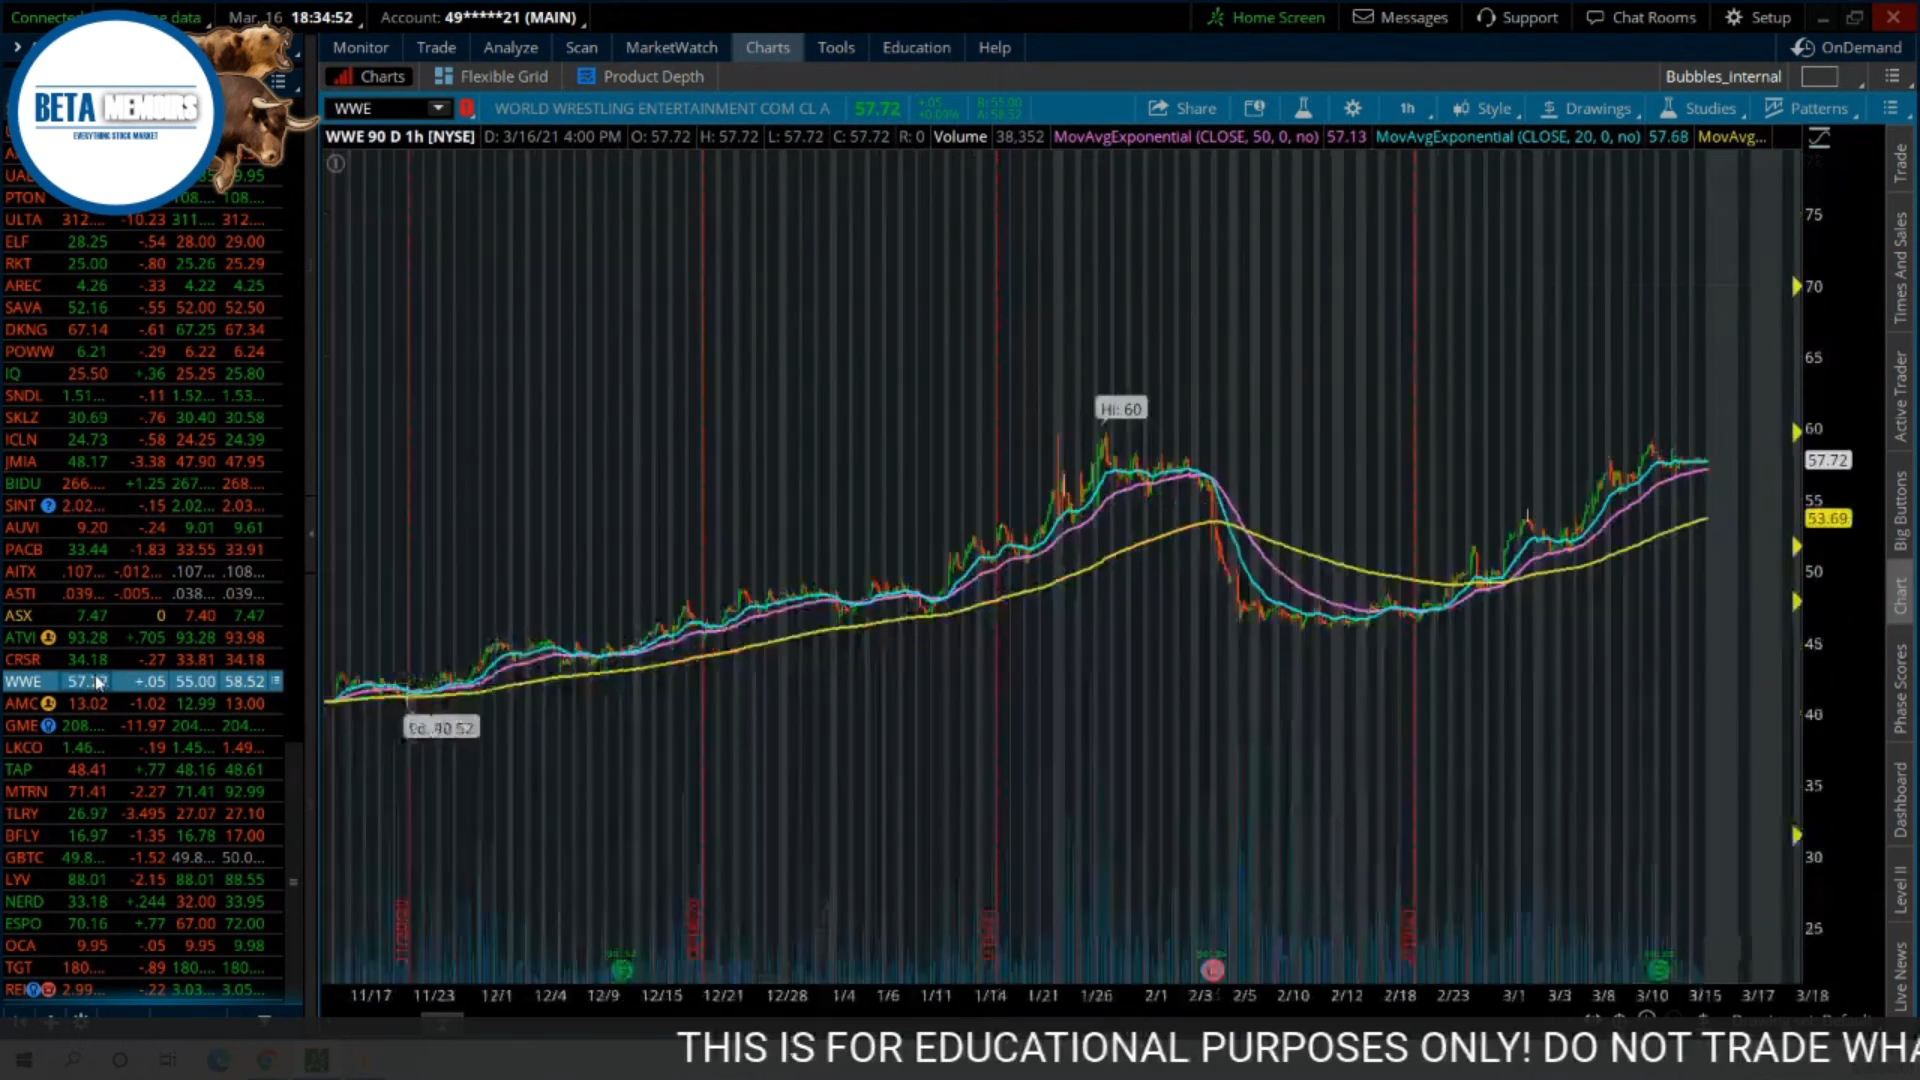 Connected
data
Mar, 16 18:34:52
Account: 49*****21 (MAIN)
Home Screen
Messages
Support
Chat Rooms
Setup
BETA MEMOIRS
EVERYTHING STOCK MARKET
Monitor Trade Analyze Scan MarketWatch Charts Tools Education Help
OnDemand
Charts Flexible Grid Product Depth
Bubbles_internal
WWE WORLD WRESTLING ENTERTAINMENT COM CL A 57.72 +.05 +0.09% B: 55.00 A: 58.52 Share 1h Style Drawings Studies Patterns
WWE 90 D 1h [NYSE] D: 3/16/21 4:00 PM O: 57.72 H: 57.72 L: 57.72 C: 57.72 R: 0 Volume 38,352 MovAvgExponential (CLOSE, 50, 0, no) 57.13 MovAvgExponential (CLOSE, 20, 0, no) 57.68 MovAvg...
PTON 108....
ULTA 312.... -10.23 311.... 312....
ELF 28.25 -.54 28.00 29.00
RKT 25.00 -.80 25.26 25.29
AREC 4.26 -.33 4.22 4.25
SAVA 52.16 -.55 52.00 52.50
DKNG 67.14 -.61 67.25 67.34
POWW 6.21 -.29 6.22 6.24
IQ 25.50 +.36 25.25 25.80
SNDL 1.51... -.11 1.52... 1.53...
SKLZ 30.69 -.76 30.40 30.58
ICLN 24.73 -.58 24.25 24.39
JMIA 48.17 -3.38 47.90 47.95
BIDU 266.... +1.25 267.... 268....
SINT 2.02... -.15 2.02... 2.03...
AUVI 9.20 -.24 9.01 9.61
PACB 33.44 -1.83 33.55 33.91
AITX .107... -.012... .107... .108...
ASTI .039... -.005... .038... .039...
ASX 7.47 0 7.40 7.47
ATVI 93.28 +.705 93.28 93.98
CRSR 34.18 -.27 33.81 34.18
WWE +.05 55.00 58.52
AMC 13.02 -1.02 12.99 13.00
GME 208.... -11.97 204.... 204....
LKCO 1.46... -.19 1.45... 1.49...
TAP 48.41 +.77 48.16 48.61
MTRN 71.41 -2.27 71.41 92.99
TLRY 26.97 -3.495 27.07 27.10
BFLY 16.97 -1.35 16.78 17.00
GBTC 49.8... -1.52 49.8... 50.0...
LYV 88.01 -2.15 88.01 88.55
NERD 33.18 +.244 32.00 33.95
ESPO 70.16 +.77 67.00 72.00
OCA 9.95 -.05 9.95 9.98
TGT 180.... -.89 180.... 180....
2.99... -.22 3.03... 3.05...
Hi: 60
75
70
65
60
57.72
55
53.69
50
45
40
35
30
25
11/17 11/23 12/1 12/4 12/9 12/15 12/21 12/28 1/4 1/6 1/11 1/14 1/21 1/26 2/1 2/3 2/5 2/10 2/12 2/18 2/23 3/1 3/3 3/8 3/10 3/15 3/17 3/18
Trade
Times And Sales
Active Trader
Big Buttons
Chart
Phase Scores
Dashboard
Level II
Live News
THIS IS FOR EDUCATIONAL PURPOSES ONLY! DO NOT TRADE WHA